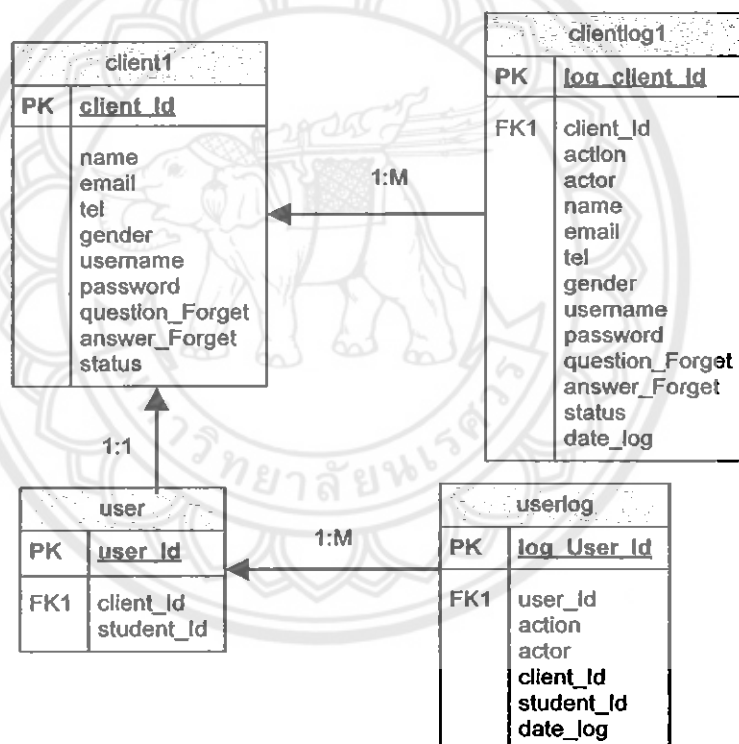 client1
PK client_Id
name
email
tel
gender
username
password
question_Forget
answer_Forget
status
1:M
clientlog1
PK log_client_Id
FK1 client_Id
action
actor
name
email
tel
gender
username
password
question_Forget
answer_Forget
status
date_log
1:1
user
PK user_Id
FK1 client_Id
student_Id
1:M
userlog
PK log_User_Id
FK1 user_Id
action
actor
client_Id
student_Id
date_log